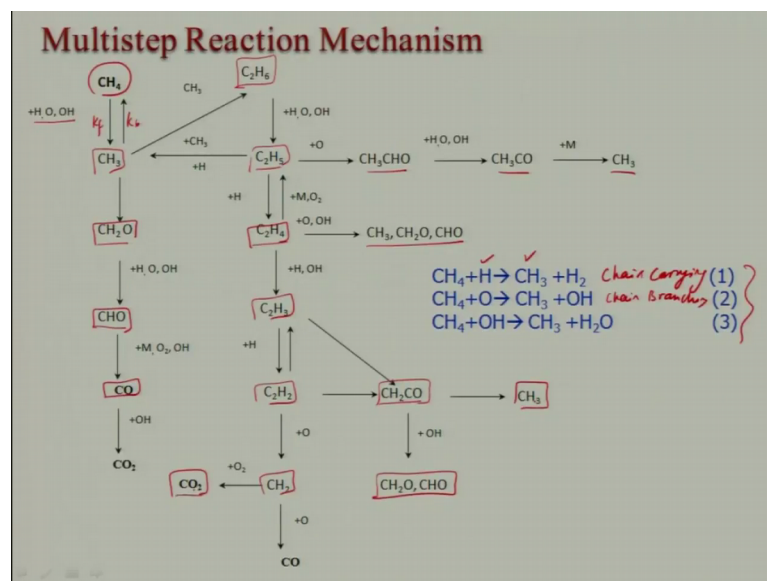 Multistep Reaction Mechanism
CH₄
CH₃
C₂H₆
+H,O, OH
kf
kb
+H,O, OH
CH₃
+CH₃
+H
C₂H₅
+O
CH₃CHO
+H,O, OH
CH₃CO
+M
CH₃
+H
+M,O₂
CH₂O
C₂H₄
+O, OH
CH₃, CH₂O, CHO
+H,O, OH
+H, OH
CH₄+H→ CH₃ +H₂ Chain Carrying (1)
CH₄+O→ CH₃ +OH Chain (2)
CH₄+OH→ CH₃ +H₂O (3)
CHO
C₂H₃
+M, O₂, OH
+H
CO
C₂H₂
CH₂CO
CH₃
+OH
+O
+ OH
CO₂
CO₂
+O₂
CH₂
CH₂O, CHO
+O
CO